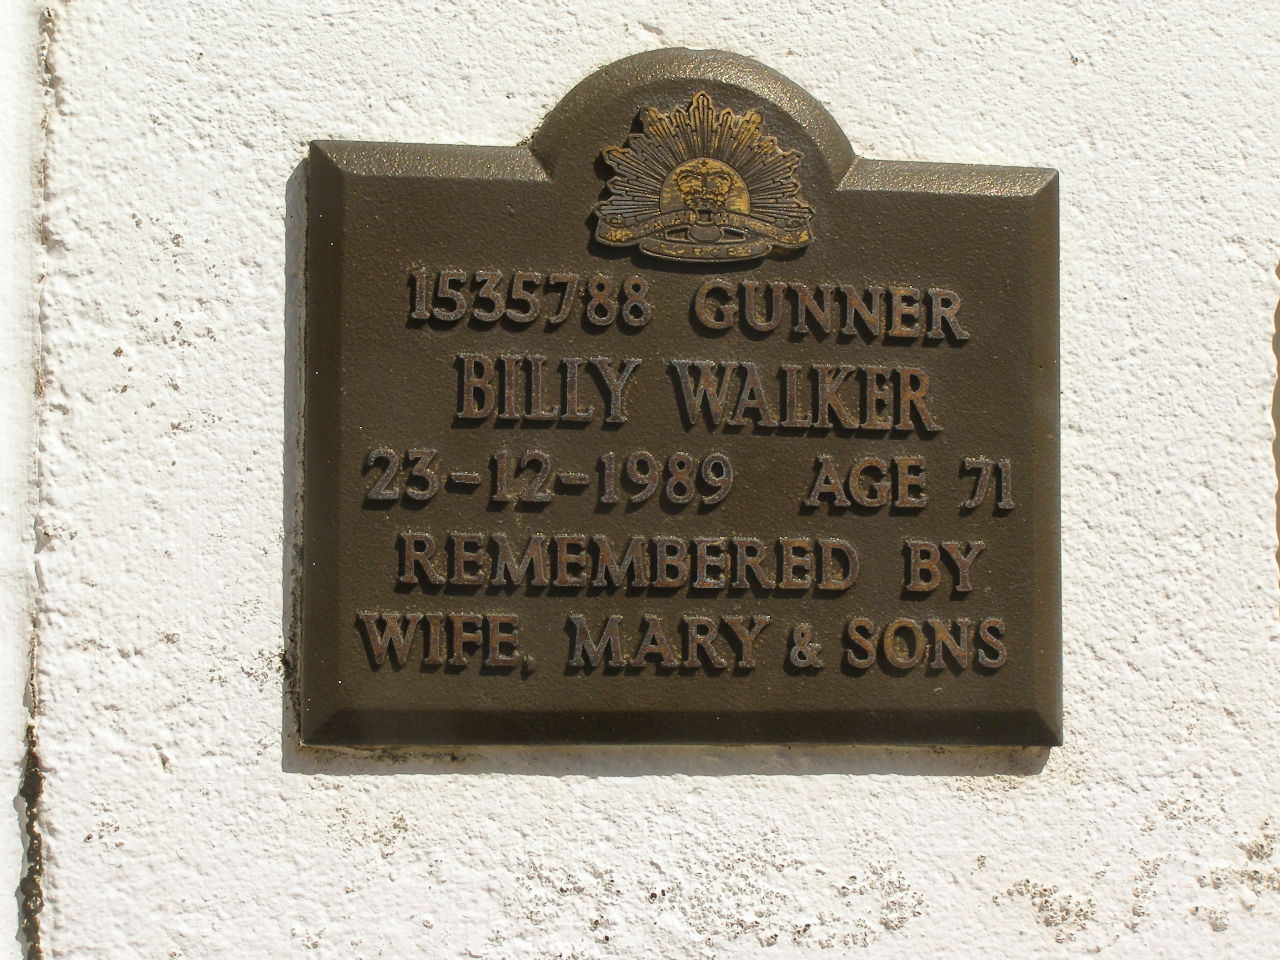 1535788 GUNNER
BILLY WALKER
23-12-1989 AGE 71
REMEMBERED BY
WIFE, MARY & SONS